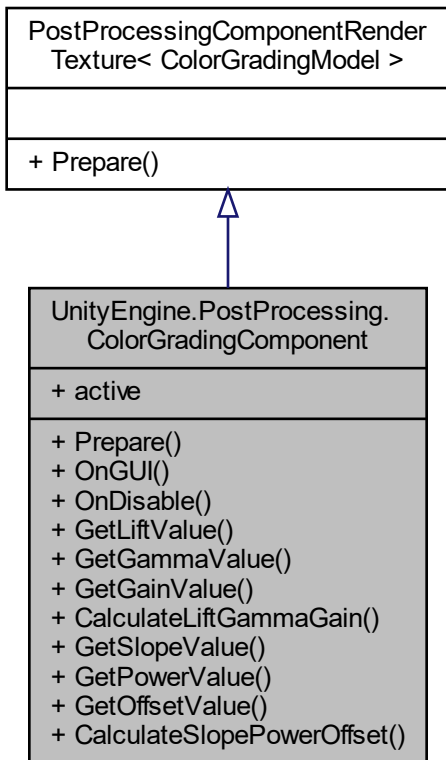 PostProcessingComponentRender
Texture< ColorGradingModel >
+ Prepare()
UnityEngine.PostProcessing.
ColorGradingComponent
+ active
+ Prepare()
+ OnGUI()
+ OnDisable()
+ GetLiftValue()
+ GetGammaValue()
+ GetGainValue()
+ CalculateLiftGammaGain()
+ GetSlopeValue()
+ GetPowerValue()
+ GetOffsetValue()
+ CalculateSlopePowerOffset()